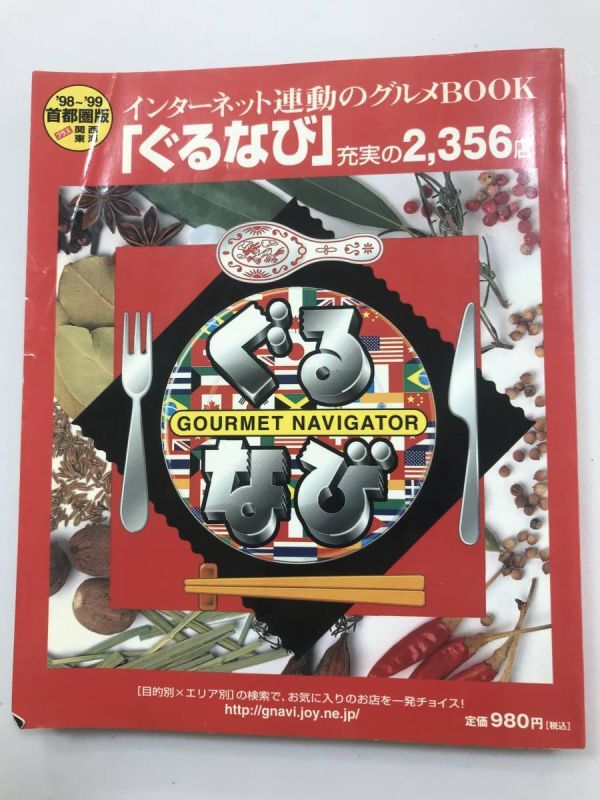 '98~'99
首都圏版
プラス 関西
東海
インターネット連動のグルメBOOK
「ぐるなび」充実の2,356店
ぐる
GOURMET NAVIGATOR
なび
[目的別×エリア別]の検索で、お気に入りのお店を一発チョイス!
http://gnavi.joy.ne.jp/
定価980円[税込]